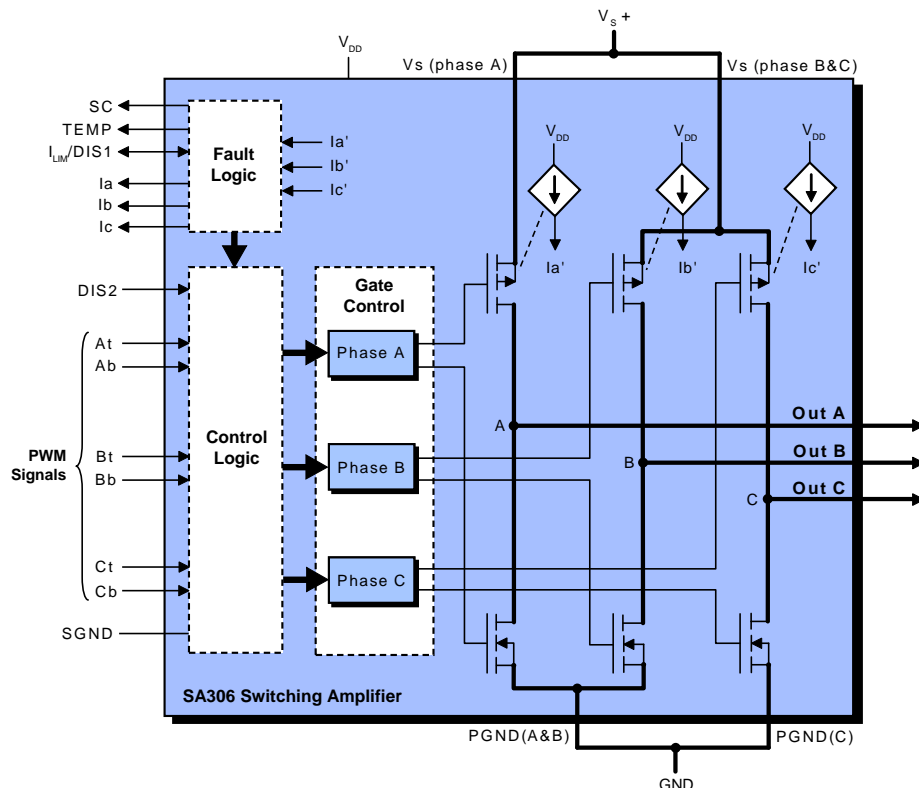 V_S +
V_DD
Vs (phase A)
Vs (phase B&C)
SC
TEMP
I_LIM/DIS1
Ia
Ib
Ic
Fault
Logic
Ia'
Ib'
Ic'
V_DD
V_DD
V_DD
Ia'
Ib'
Ic'
DIS2
At
Ab
PWM
Signals
Bt
Bb
Ct
Cb
SGND
Control
Logic
Gate
Control
Phase A
Phase B
Phase C
A
B
C
Out A
Out B
Out C
SA306 Switching Amplifier
PGND(A&B)
PGND(C)
GND